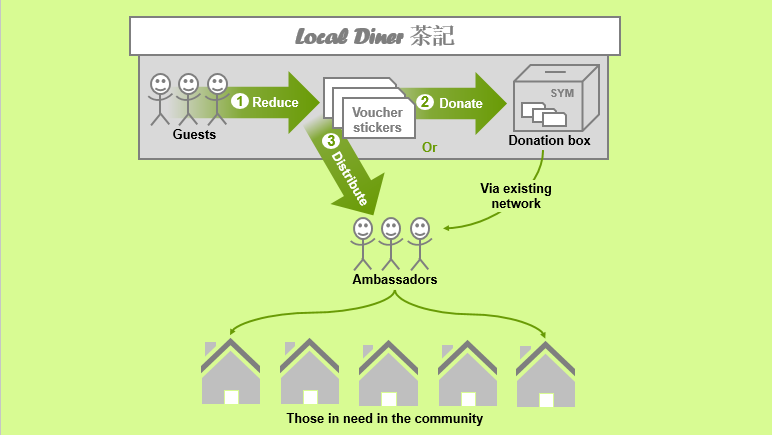 Local Diner 茶記
1 Reduce
Guests
Voucher
stickers
2 Donate
SYM
Donation box
Or
3 Distribute
Via existing
network
Ambassadors
Those in need in the community